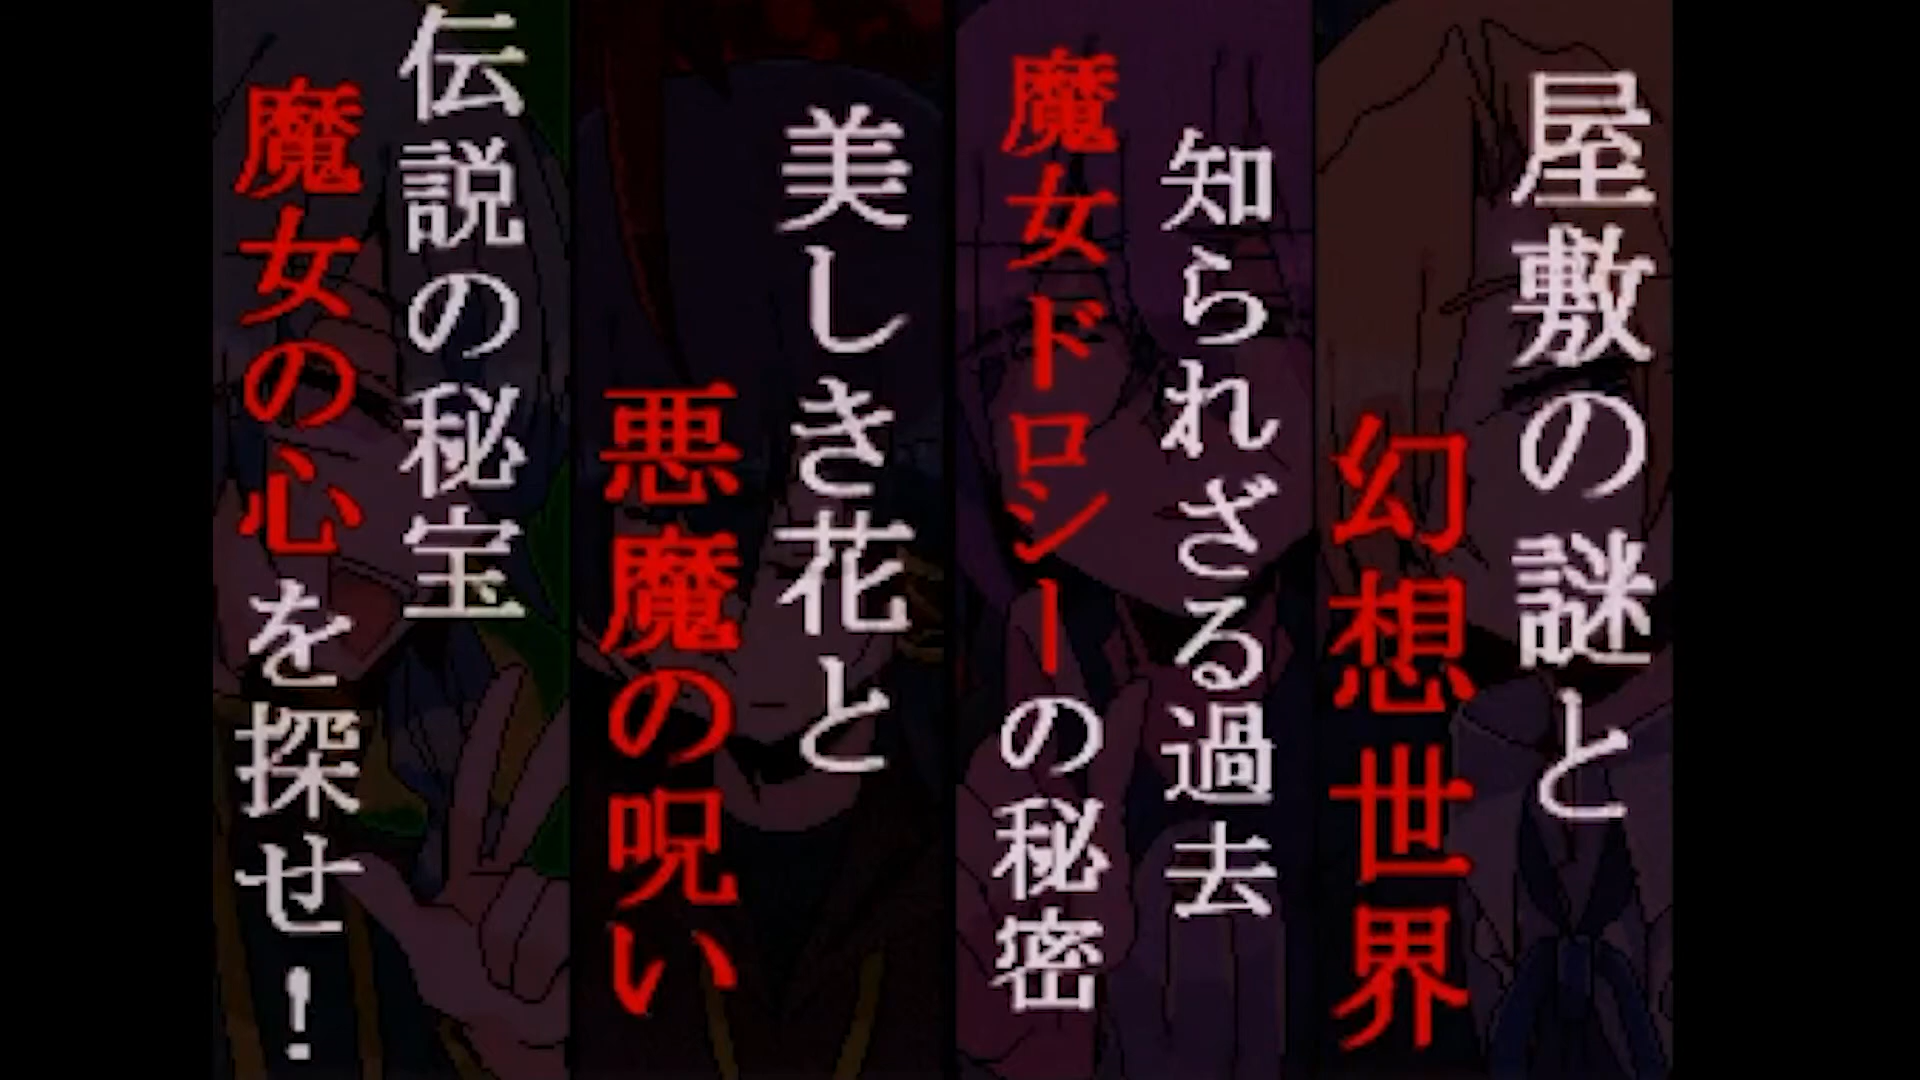 屋敷の謎と
幻想世界
知られざる過去
魔女ドロシーの秘密
美しき花と
悪魔の呪い
伝説の秘宝
魔女の心を探せ！